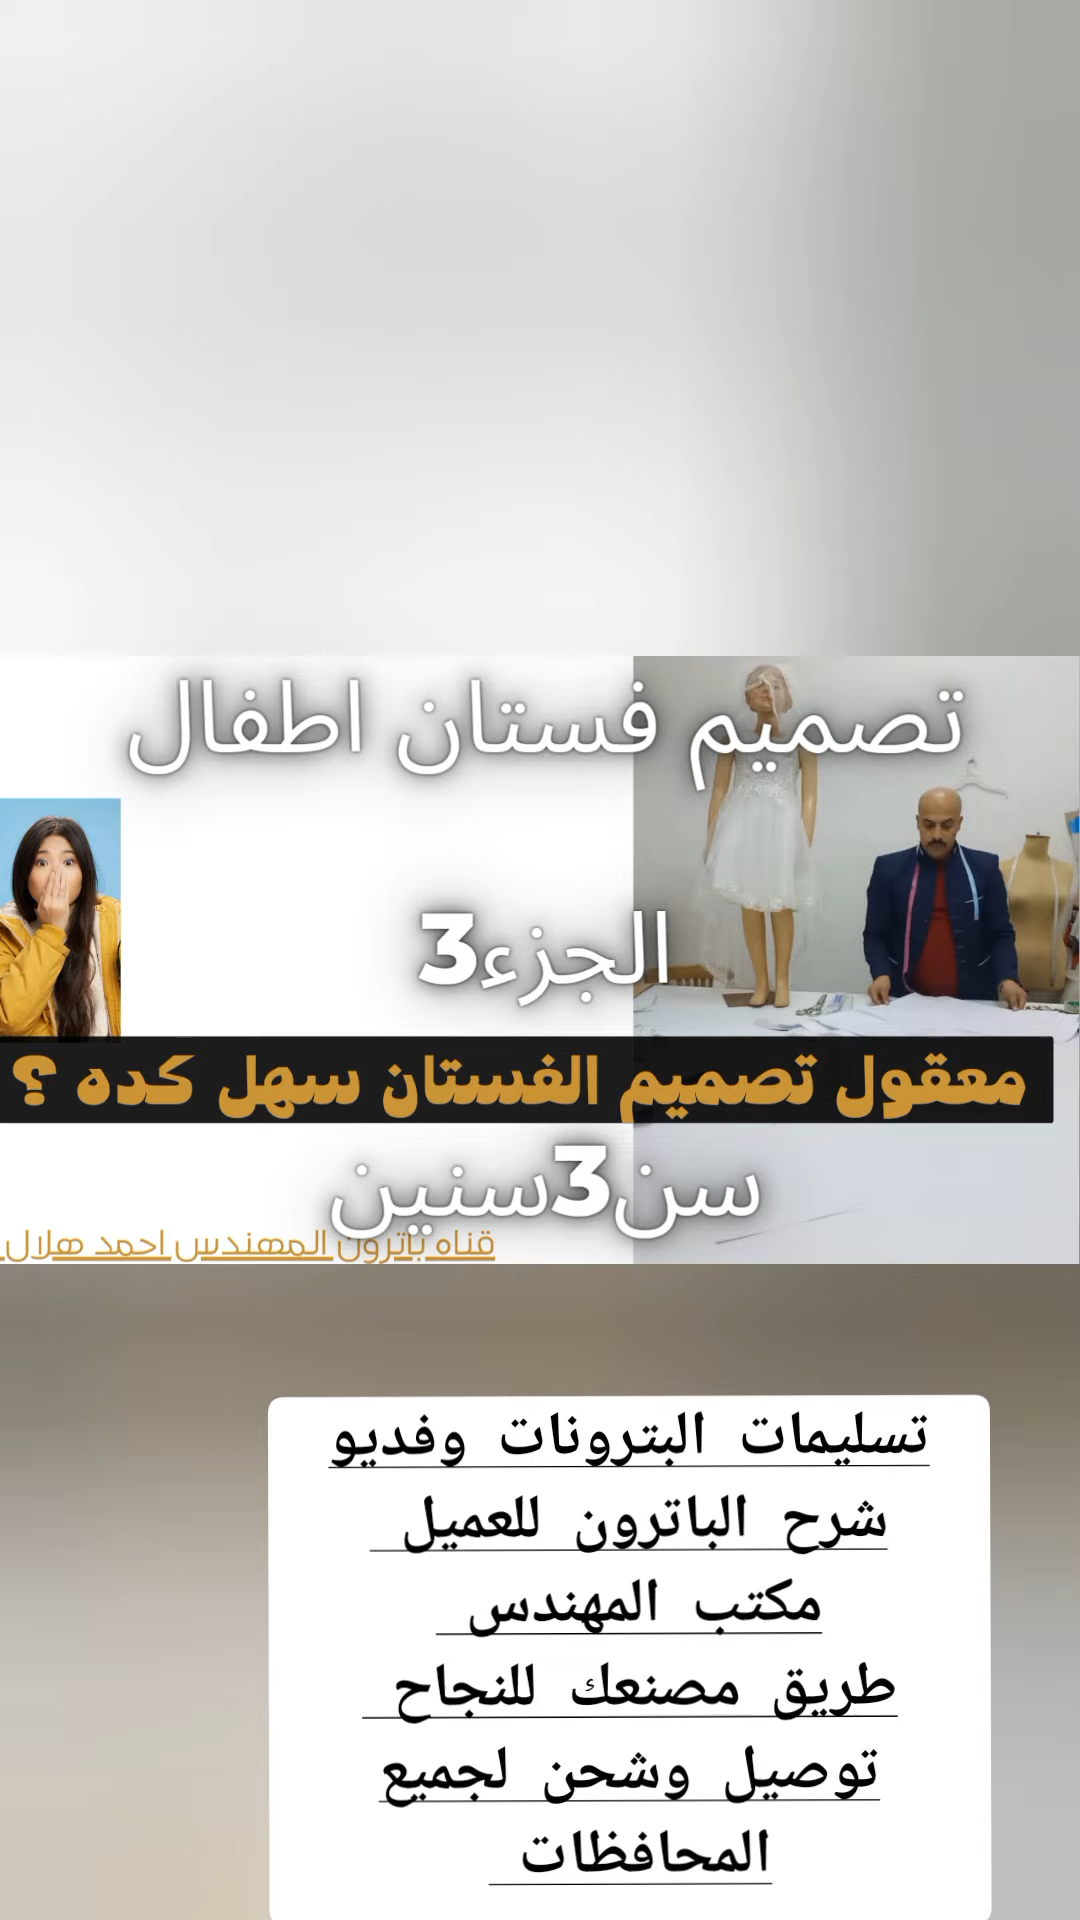 تصميم فستان اطفال
الجزء3
معقول تصميم الفستان سهل كده ؟
سن3سنين
قناه باترون المهندس احمد هلال
تسليمات البترونات وفديو
شرح الباترون للعميل
مكتب المهندس
طريق مصنعك للنجاح
توصيل وشحن لجميع
المحافظات